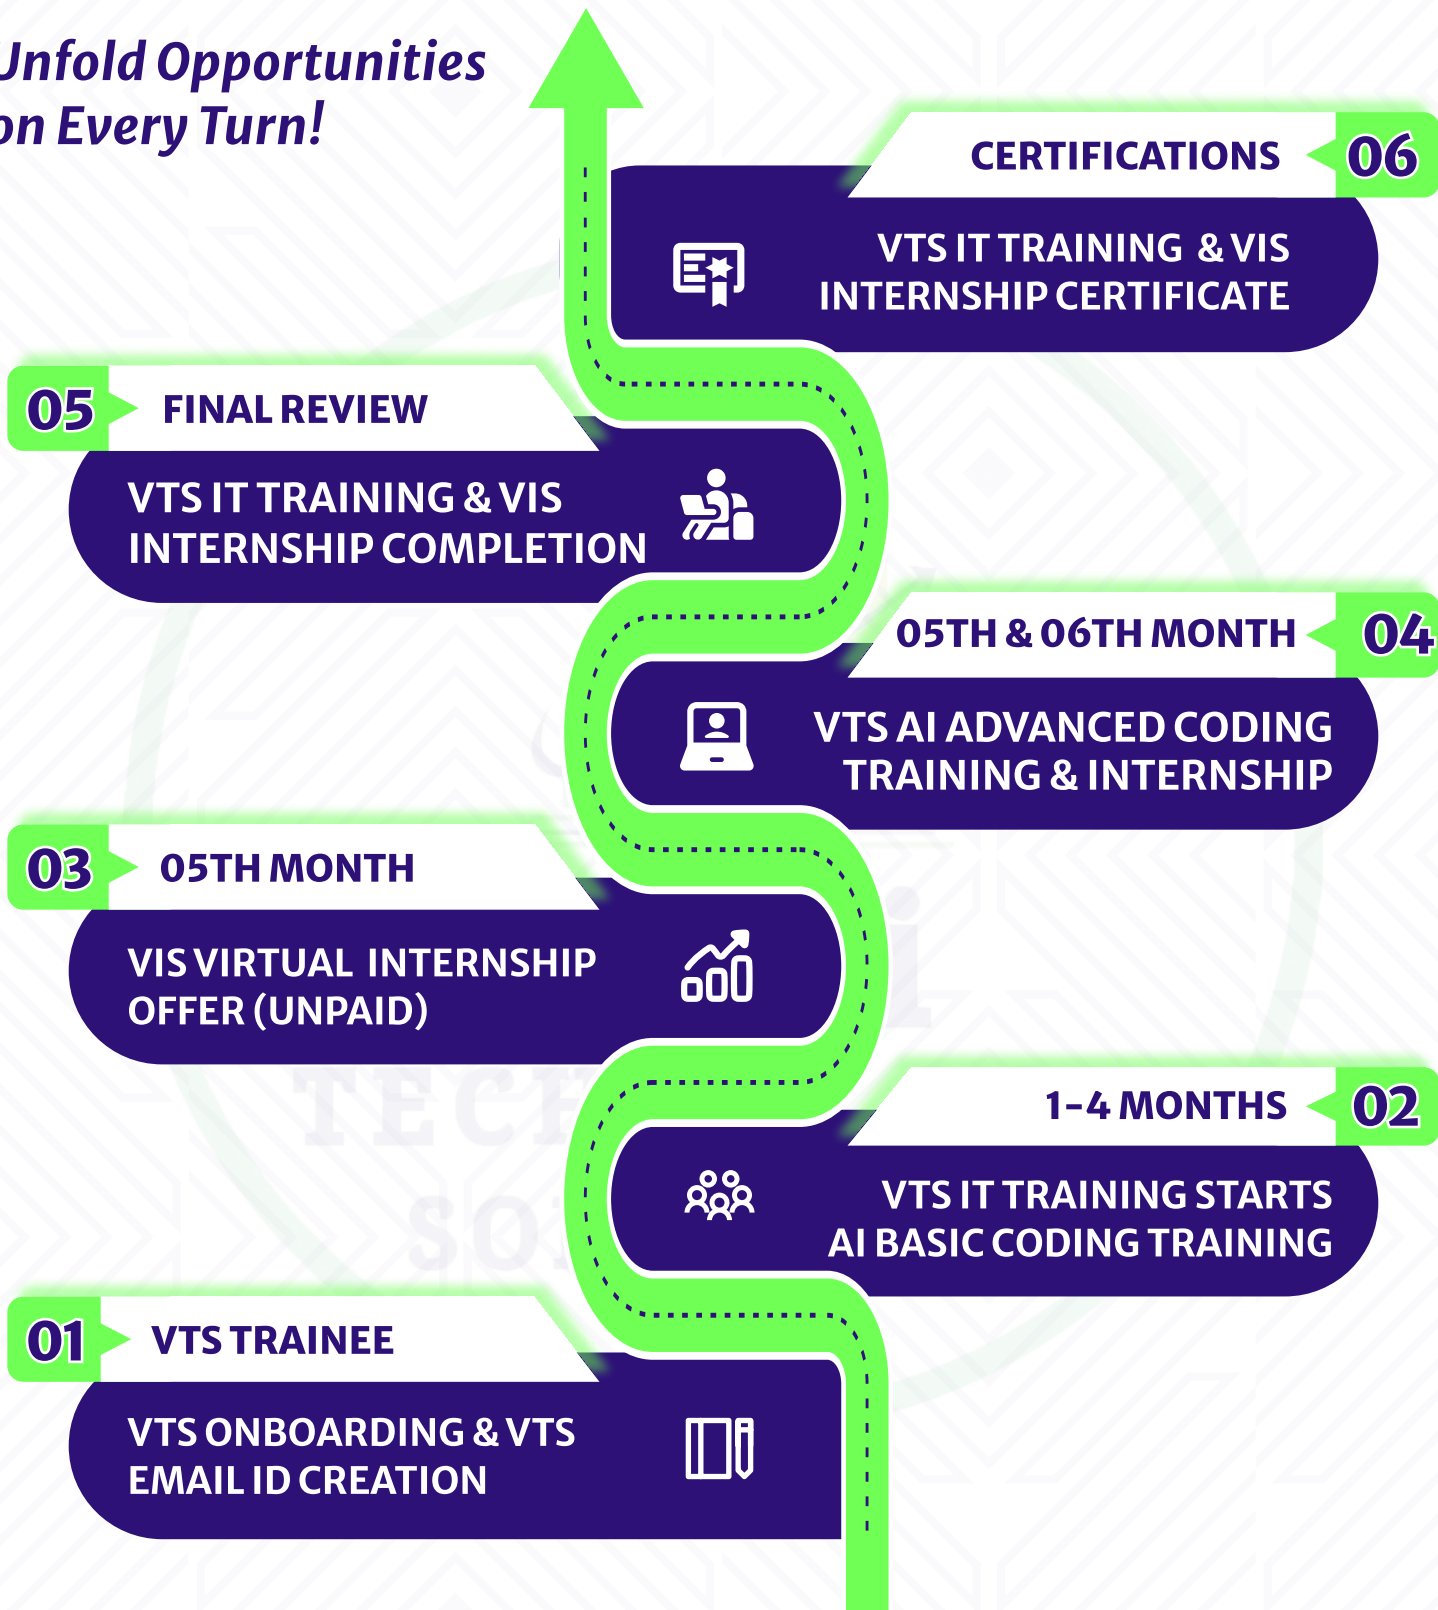 Unfold Opportunities
on Every Turn!
CERTIFICATIONS
06
VTS IT TRAINING & VIS
INTERNSHIP CERTIFICATE
05
FINAL REVIEW
VTS IT TRAINING & VIS
INTERNSHIP COMPLETION
05TH & 06TH MONTH
04
VTS AI ADVANCED CODING
TRAINING & INTERNSHIP
03
05TH MONTH
VIS VIRTUAL INTERNSHIP
OFFER (UNPAID)
1-4 MONTHS
02
VTS IT TRAINING STARTS
AI BASIC CODING TRAINING
01
VTS TRAINEE
VTS ONBOARDING & VTS
EMAIL ID CREATION